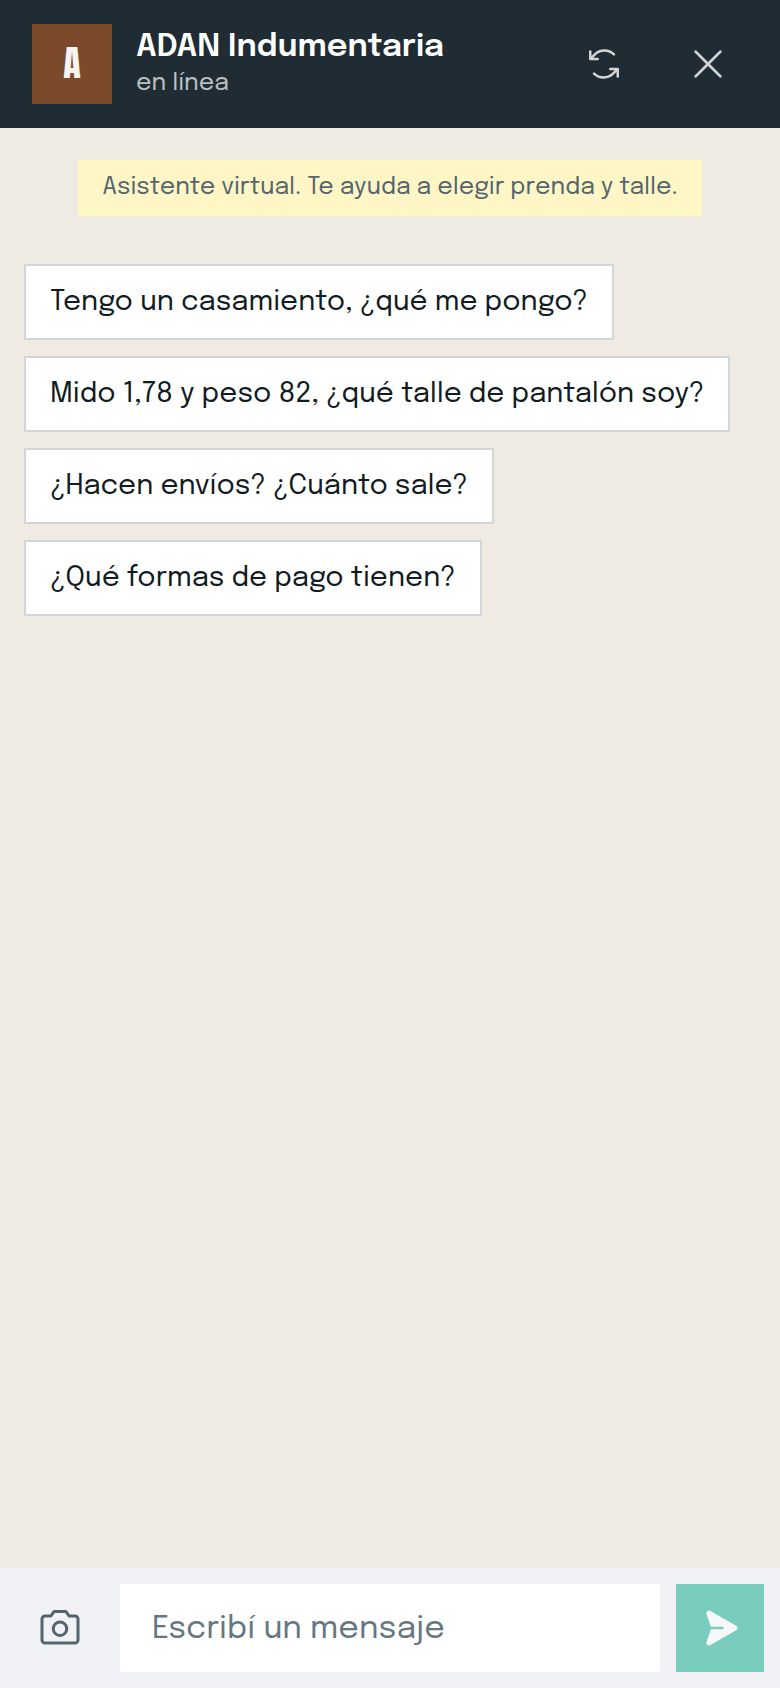 A
ADAN Indumentaria
en línea
Asistente virtual. Te ayuda a elegir prenda y talle.
Tengo un casamiento, ¿qué me pongo?
Mido 1,78 y peso 82, ¿qué talle de pantalón soy?
¿Hacen envíos? ¿Cuánto sale?
¿Qué formas de pago tienen?
Escribí un mensaje